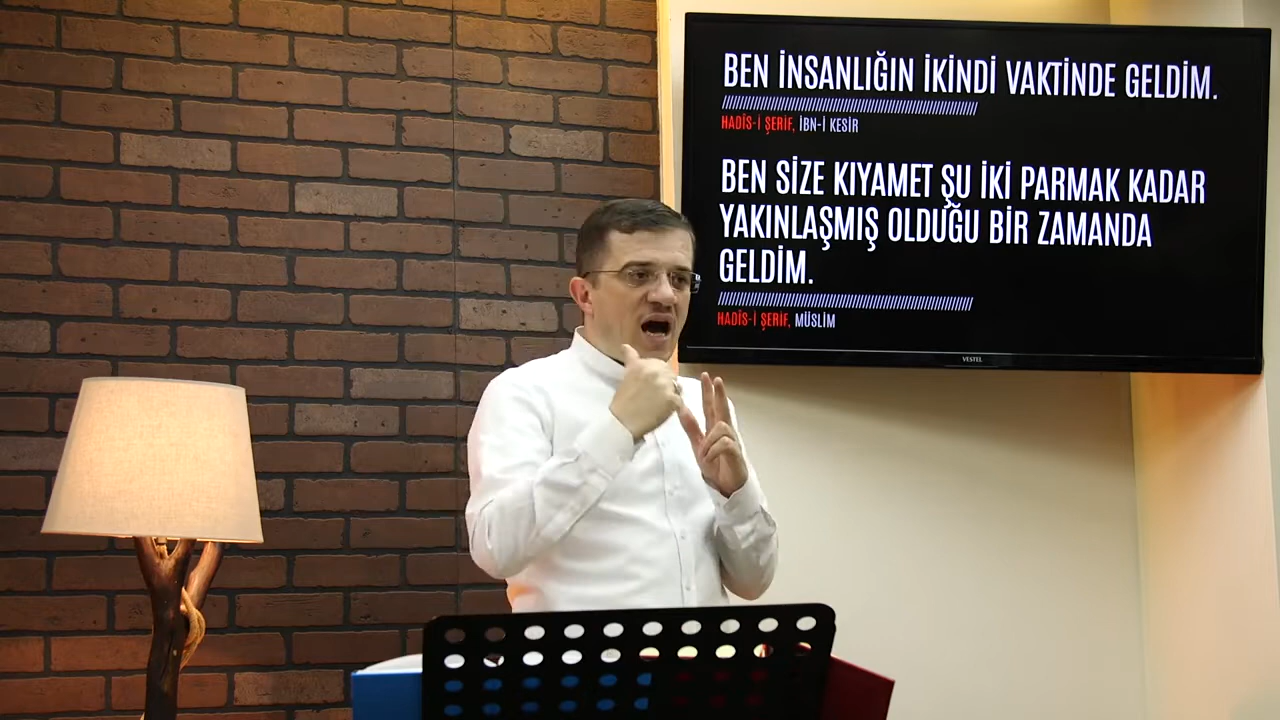 BEN İNSANLIĞIN İKİNDİ VAKTİNDE GELDİM.
HADİS-İ ŞERİF, İBN-İ KESİR
BEN SİZE KIYAMET ŞU İKİ PARMAK KADAR
YAKINLAŞMIŞ OLDUĞU BİR ZAMANDA
GELDİM.
HADİS-İ ŞERİF, MÜSLİM
VESTEL